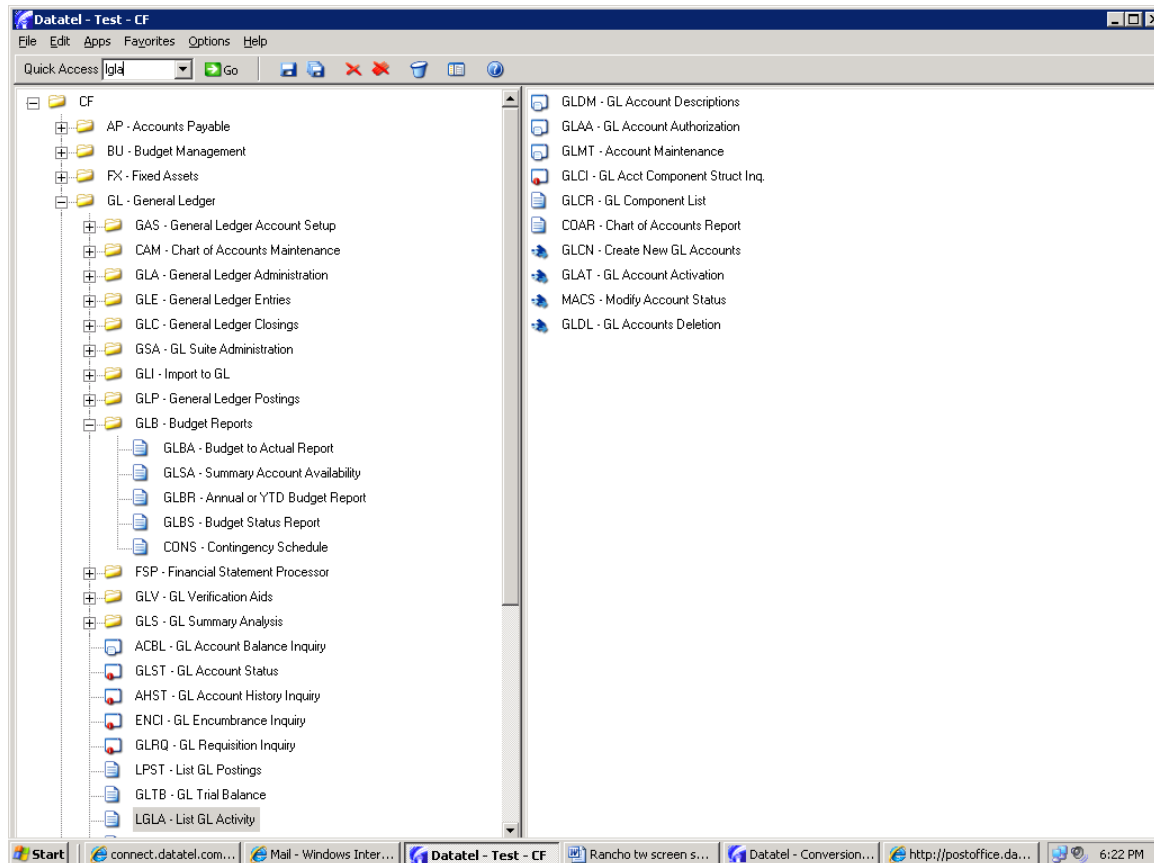 Datatel - Test - CF
File Edit Apps Favorites Options Help
Quick Access lgla Go
CF
AP - Accounts Payable
BU - Budget Management
FX - Fixed Assets
GL - General Ledger
GAS - General Ledger Account Setup
CAM - Chart of Accounts Maintenance
GLA - General Ledger Administration
GLE - General Ledger Entries
GLC - General Ledger Closings
GSA - GL Suite Administration
GLI - Import to GL
GLP - General Ledger Postings
GLB - Budget Reports
GLBA - Budget to Actual Report
GLSA - Summary Account Availability
GLBR - Annual or YTD Budget Report
GLBS - Budget Status Report
CONS - Contingency Schedule
FSP - Financial Statement Processor
GLV - GL Verification Aids
GLS - GL Summary Analysis
ACBL - GL Account Balance Inquiry
GLST - GL Account Status
AHST - GL Account History Inquiry
ENCI - GL Encumbrance Inquiry
GLRQ - GL Requisition Inquiry
LPST - List GL Postings
GLTB - GL Trial Balance
LGLA - List GL Activity
GLDM - GL Account Descriptions
GLAA - GL Account Authorization
GLMT - Account Maintenance
GLCI - GL Acct Component Struct Inq.
GLCR - GL Component List
COAR - Chart of Accounts Report
GLCN - Create New GL Accounts
GLAT - GL Account Activation
MACS - Modify Account Status
GLDL - GL Accounts Deletion
Start connect.datatel.com... Mail - Windows Inter... Datatel - Test - CF Rancho tw screen s... Datatel - Conversion... http://postoffice.da... 6:22 PM